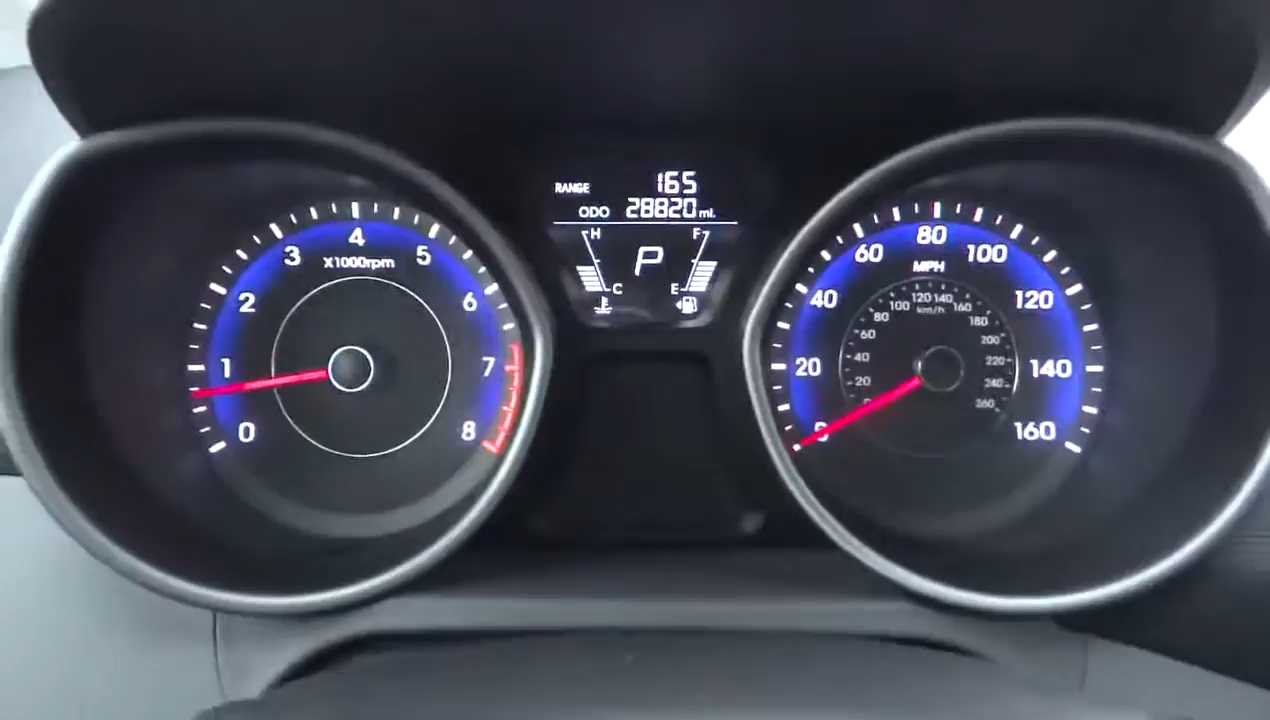 RANGE 165
ODO 28820 mi.
H F
P
C E
0 1 2 3 4 5 6 7 8
X1000rpm
0 20 40 60 80 100 120 140 160
MPH
20 40 60 80 100 120 140 160 180 200 220 240 260
km/h